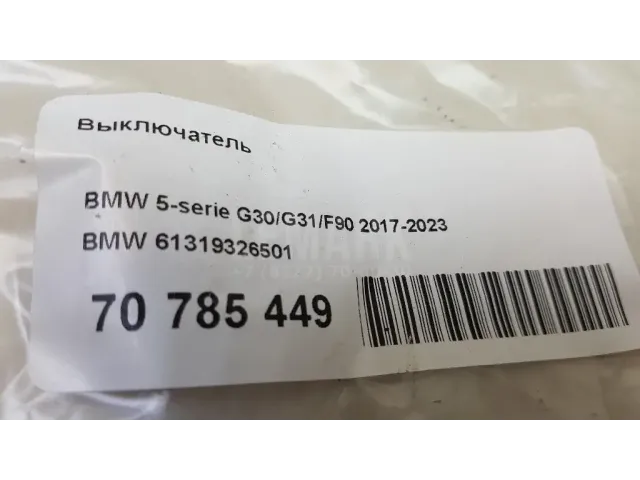 Выключатель
BMW 5-serie G30/G31/F90 2017-2023
BMW 61319326501
70 785 449